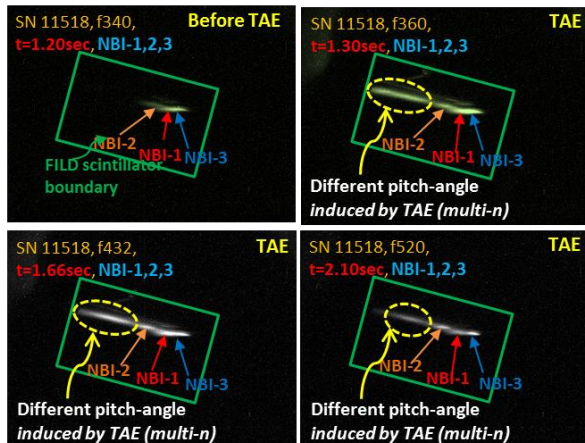 SN 11518, f340,
Before TAE
t=1.20sec, NBI-1,2,3
NBI-2
NBI-1
NBI-3
FILD scintillator
boundary
SN 11518, f360,
TAE
t=1.30sec, NBI-1,2,3
NBI-2
NBI-1
NBI-3
Different pitch-angle
induced by TAE (multi-n)
SN 11518, f432,
TAE
t=1.66sec, NBI-1,2,3
NBI-2
NBI-1
NBI-3
Different pitch-angle
induced by TAE (multi-n)
SN 11518, f520,
TAE
t=2.10sec, NBI-1,2,3
NBI-2
NBI-1
NBI-3
Different pitch-angle
induced by TAE (multi-n)